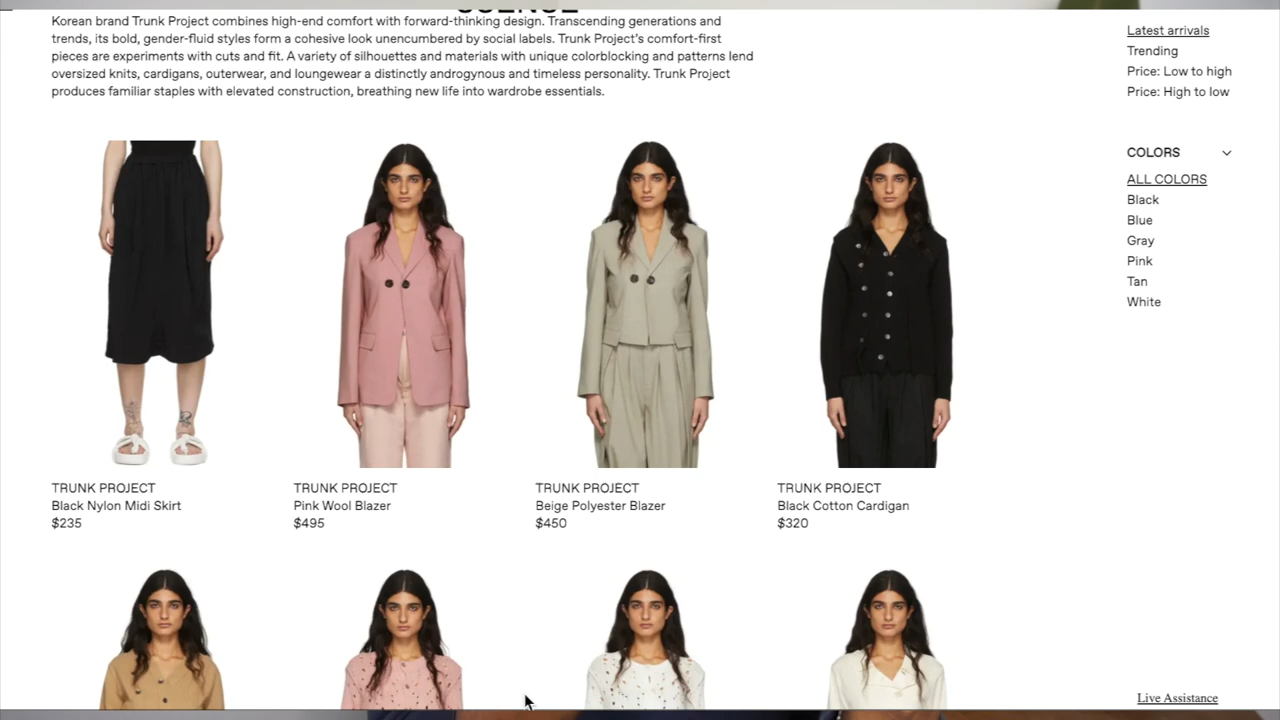 Korean brand Trunk Project combines high-end comfort with forward-thinking design. Transcending generations and
trends, its bold, gender-fluid styles form a cohesive look unencumbered by social labels. Trunk Project's comfort-first
pieces are experiments with cuts and fit. A variety of silhouettes and materials with unique colorblocking and patterns lend
oversized knits, cardigans, outerwear, and loungewear a distinctly androgynous and timeless personality. Trunk Project
produces familiar staples with elevated construction, breathing new life into wardrobe essentials.
Latest arrivals
Trending
Price: Low to high
Price: High to low
COLORS
ALL COLORS
Black
Blue
Gray
Pink
Tan
White
TRUNK PROJECT
Black Nylon Midi Skirt
$235
TRUNK PROJECT
Pink Wool Blazer
$495
TRUNK PROJECT
Beige Polyester Blazer
$450
TRUNK PROJECT
Black Cotton Cardigan
$320
Live Assistance